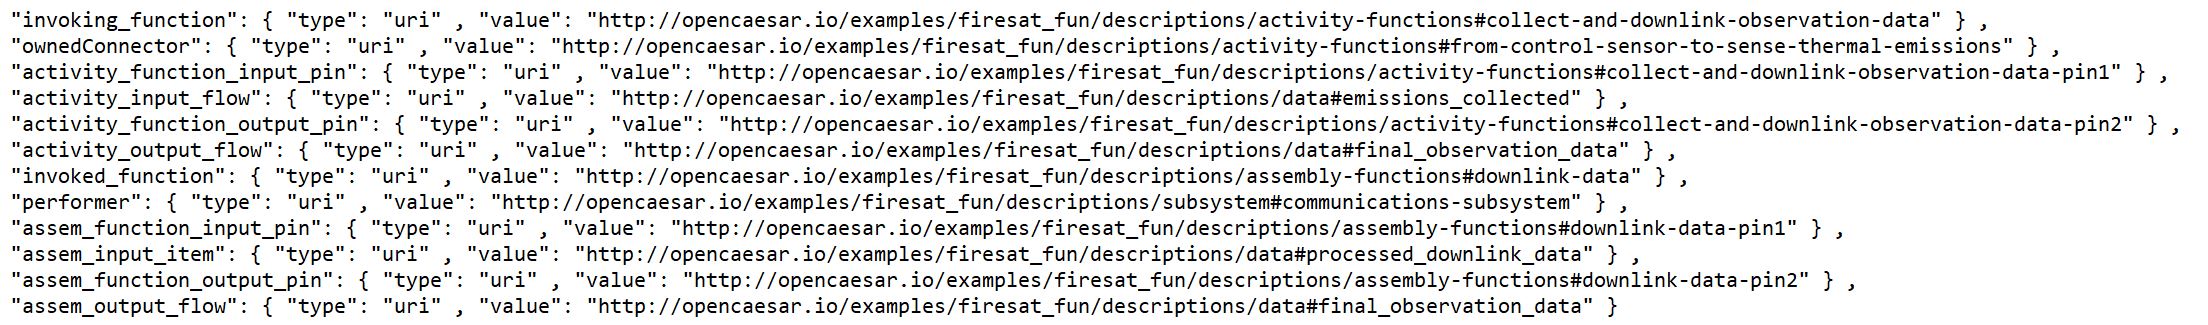 "invoking_function": { "type": "uri" , "value": "http://opencaesar.io/examples/firesat_fun/descriptions/activity-functions#collect-and-downlink-observation-data" } ,
"ownedConnector": { "type": "uri" , "value": "http://opencaesar.io/examples/firesat_fun/descriptions/activity-functions#from-control-sensor-to-sense-thermal-emissions" } ,
"activity_function_input_pin": { "type": "uri" , "value": "http://opencaesar.io/examples/firesat_fun/descriptions/activity-functions#collect-and-downlink-observation-data-pin1" } ,
"activity_input_flow": { "type": "uri" , "value": "http://opencaesar.io/examples/firesat_fun/descriptions/data#emissions_collected" } ,
"activity_function_output_pin": { "type": "uri" , "value": "http://opencaesar.io/examples/firesat_fun/descriptions/activity-functions#collect-and-downlink-observation-data-pin2" } ,
"activity_output_flow": { "type": "uri" , "value": "http://opencaesar.io/examples/firesat_fun/descriptions/data#final_observation_data" } ,
"invoked_function": { "type": "uri" , "value": "http://opencaesar.io/examples/firesat_fun/descriptions/assembly-functions#downlink-data" } ,
"performer": { "type": "uri" , "value": "http://opencaesar.io/examples/firesat_fun/descriptions/subsystem#communications-subsystem" } ,
"assem_function_input_pin": { "type": "uri" , "value": "http://opencaesar.io/examples/firesat_fun/descriptions/assembly-functions#downlink-data-pin1" } ,
"assem_input_item": { "type": "uri" , "value": "http://opencaesar.io/examples/firesat_fun/descriptions/data#processed_downlink_data" } ,
"assem_function_output_pin": { "type": "uri" , "value": "http://opencaesar.io/examples/firesat_fun/descriptions/assembly-functions#downlink-data-pin2" } ,
"assem_output_flow": { "type": "uri" , "value": "http://opencaesar.io/examples/firesat_fun/descriptions/data#final_observation_data" }